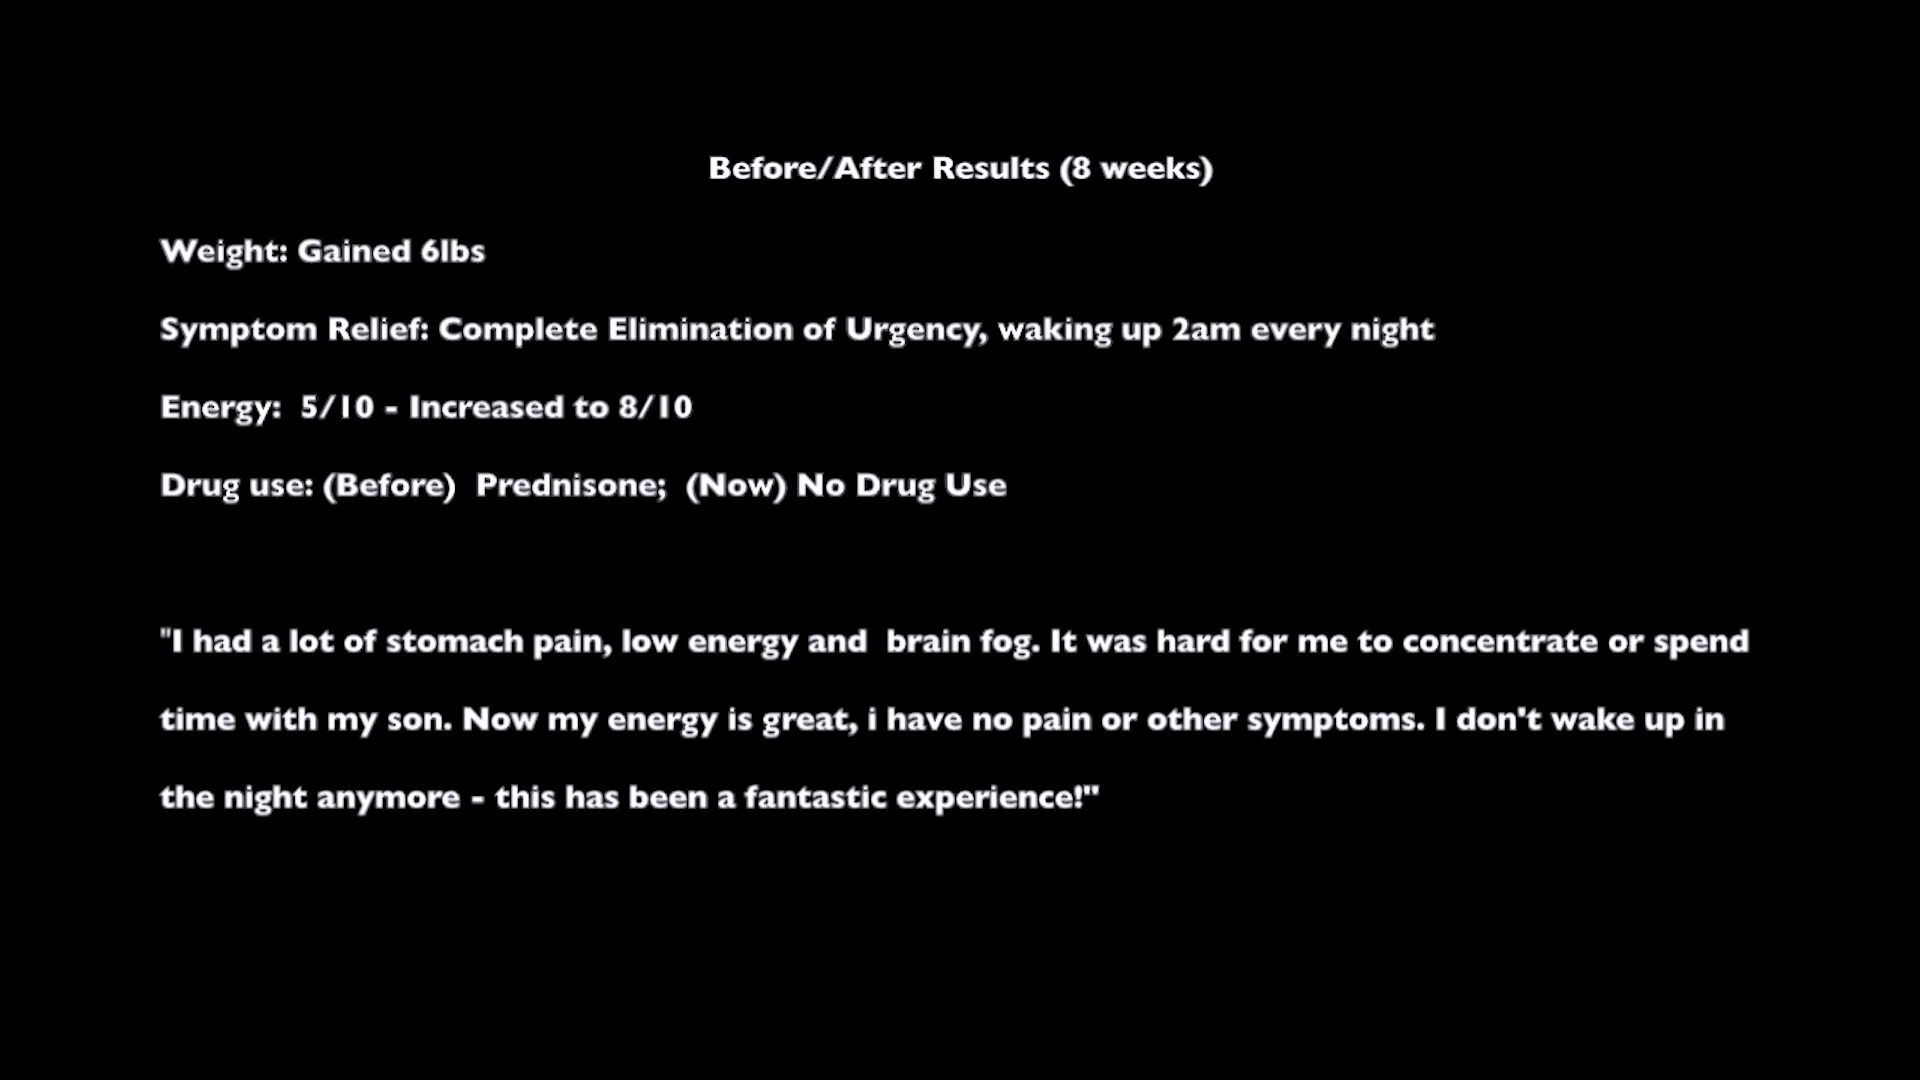 Before/After Results (8 weeks)
Weight: Gained 6lbs
Symptom Relief: Complete Elimination of Urgency, waking up 2am every night
Energy:  5/10 - Increased to 8/10
Drug use: (Before)  Prednisone;  (Now) No Drug Use
"I had a lot of stomach pain, low energy and  brain fog. It was hard for me to concentrate or spend
time with my son. Now my energy is great, i have no pain or other symptoms. I don't wake up in
the night anymore - this has been a fantastic experience!"